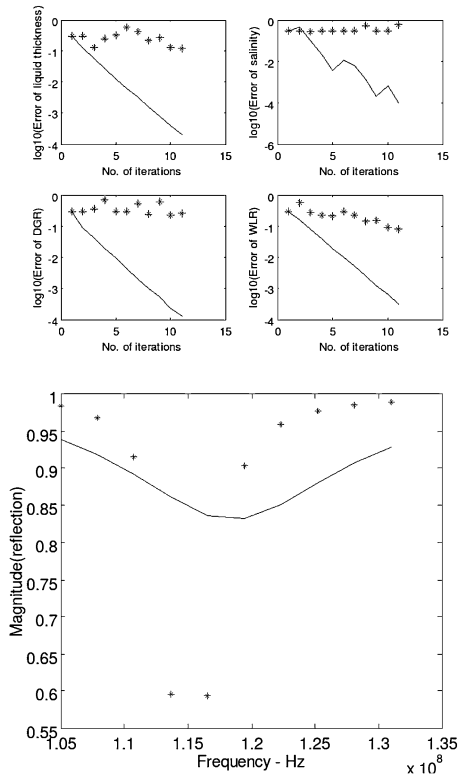 log10(Error of liquid thickness)
0
-1
-2
-3
-4
0 5 10 15
No. of iterations
log10(Error of salinity)
0
-2
-4
-6
0 5 10 15
No. of iterations
log10(Error of DGR)
0
-1
-2
-3
-4
0 5 10 15
No. of iterations
log10(Error of WLR)
0
-1
-2
-3
-4
0 5 10 15
No. of iterations
Magnitude(reflection)
1
0.95
0.9
0.85
0.8
0.75
0.7
0.65
0.6
0.55
1.05 1.1 1.15 1.2 1.25 1.3 1.35
Frequency - Hz
x 10^8